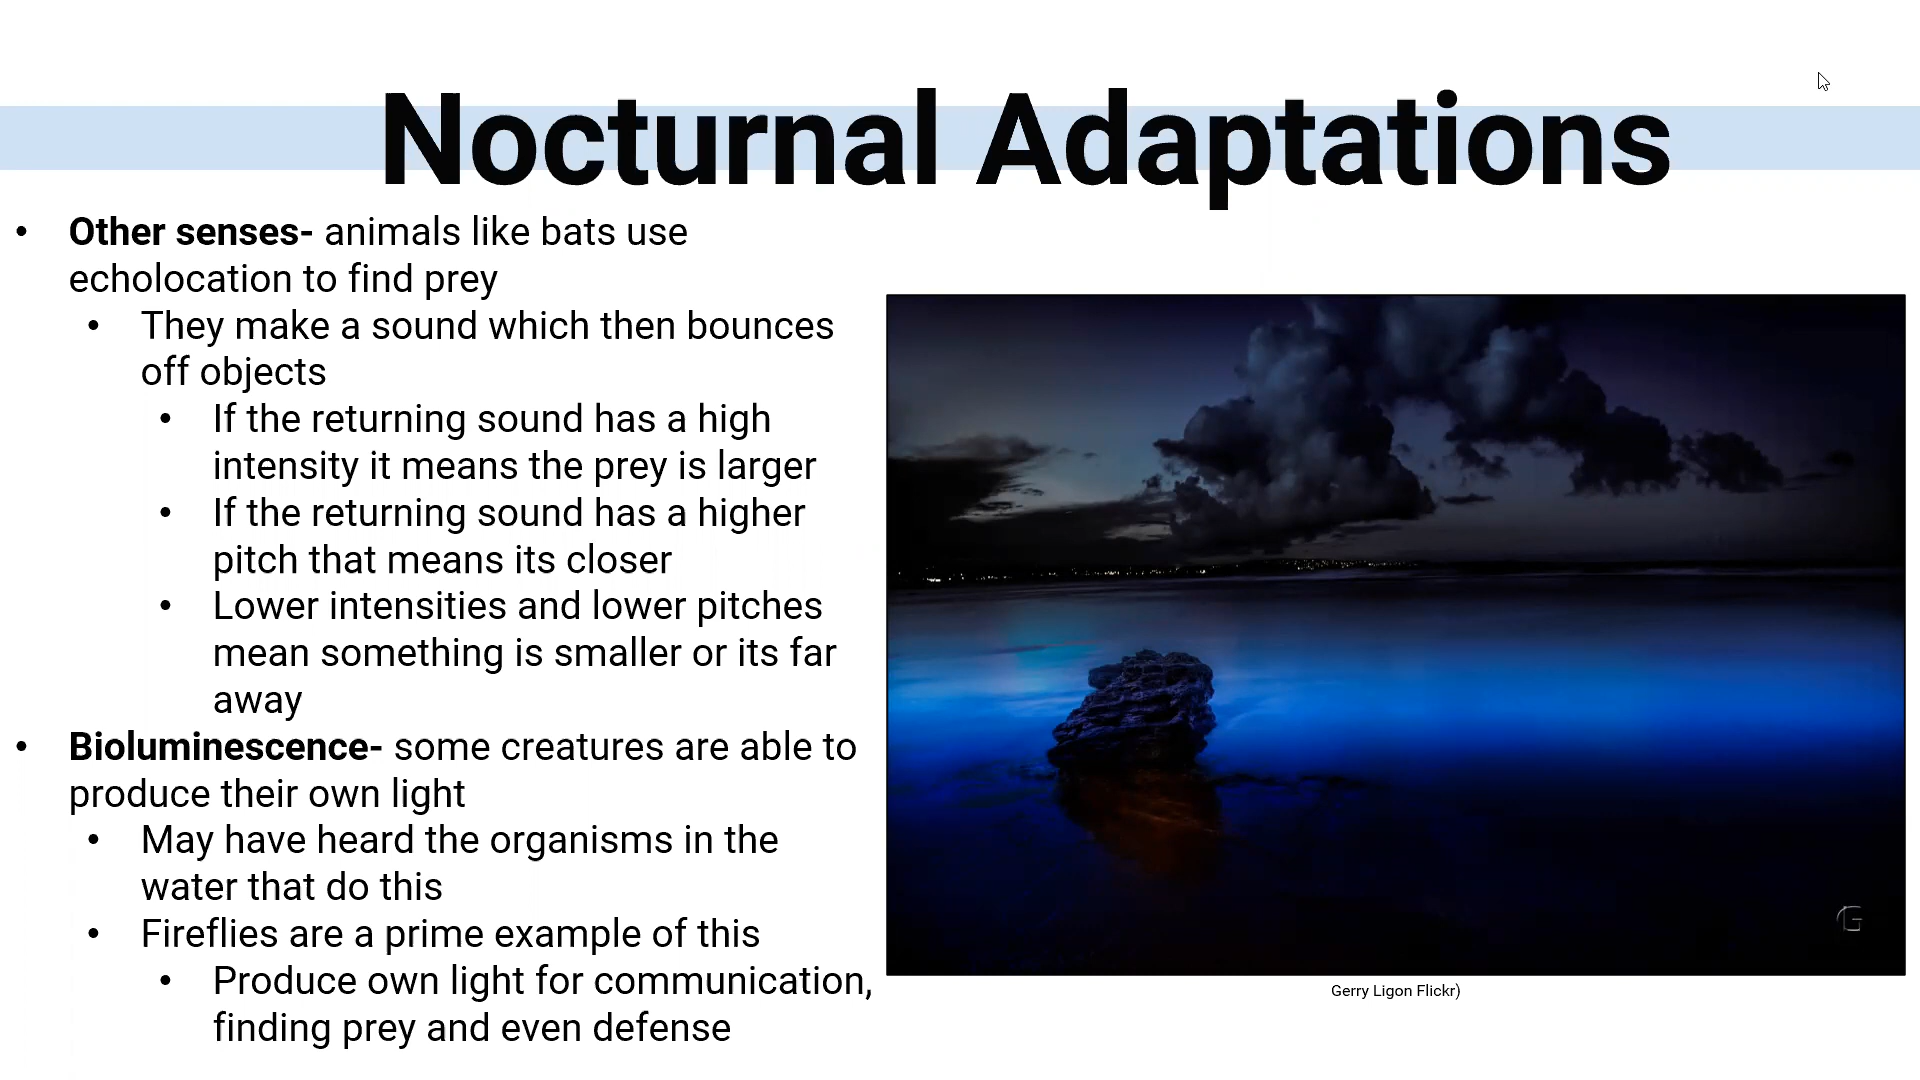 Nocturnal Adaptations
• Other senses- animals like bats use
echolocation to find prey
• They make a sound which then bounces
off objects
• If the returning sound has a high
intensity it means the prey is larger
• If the returning sound has a higher
pitch that means its closer
• Lower intensities and lower pitches
mean something is smaller or its far
away
• Bioluminescence- some creatures are able to
produce their own light
• May have heard the organisms in the
water that do this
• Fireflies are a prime example of this
• Produce own light for communication,
finding prey and even defense
G
Gerry Ligon Flickr)